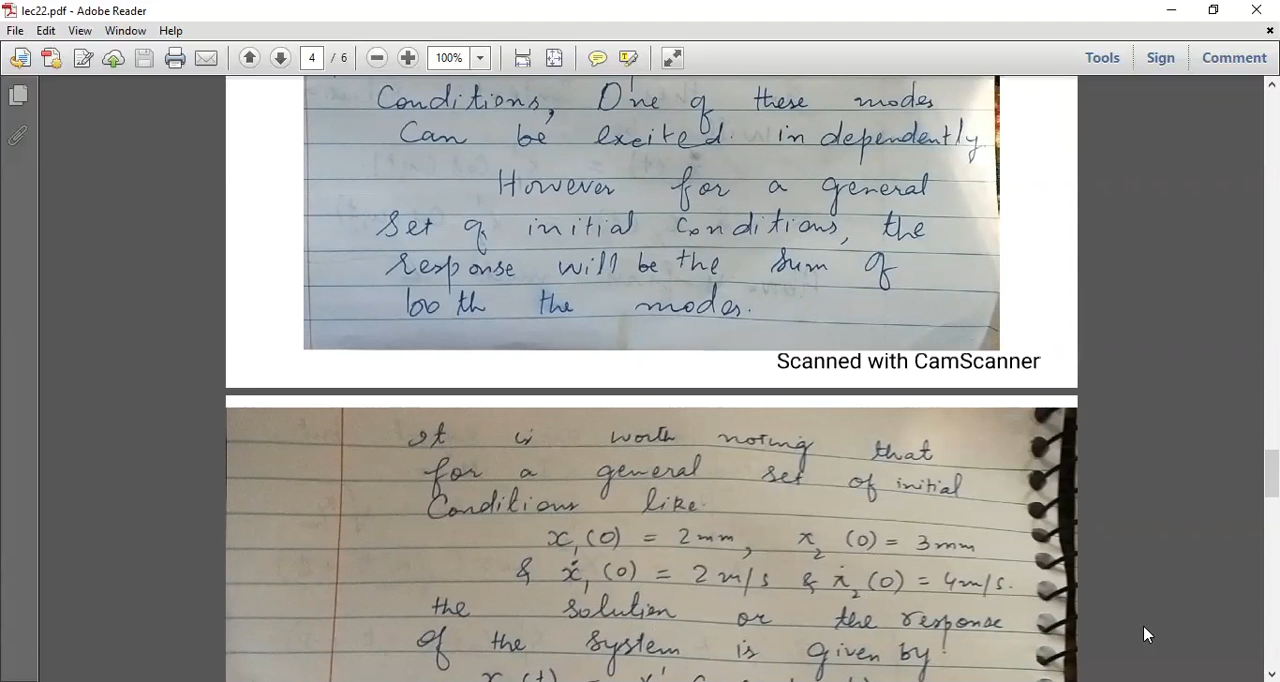 lec22.pdf - Adobe Reader
File Edit View Window Help
4 / 6 100% Tools Sign Comment
Conditions, One of these modes
Can be excited independently.
However for a general
Set of initial Conditions, the
response will be the sum of
booth the modes.
Scanned with CamScanner
It is worth noting that
for a general set of initial
Conditions like.
x₁(0) = 2mm, x₂(0) = 3mm
& ẋ₁(0) = 2m/s & ẋ₂(0) = 4m/s.
the solution or the response
of the system is given by!